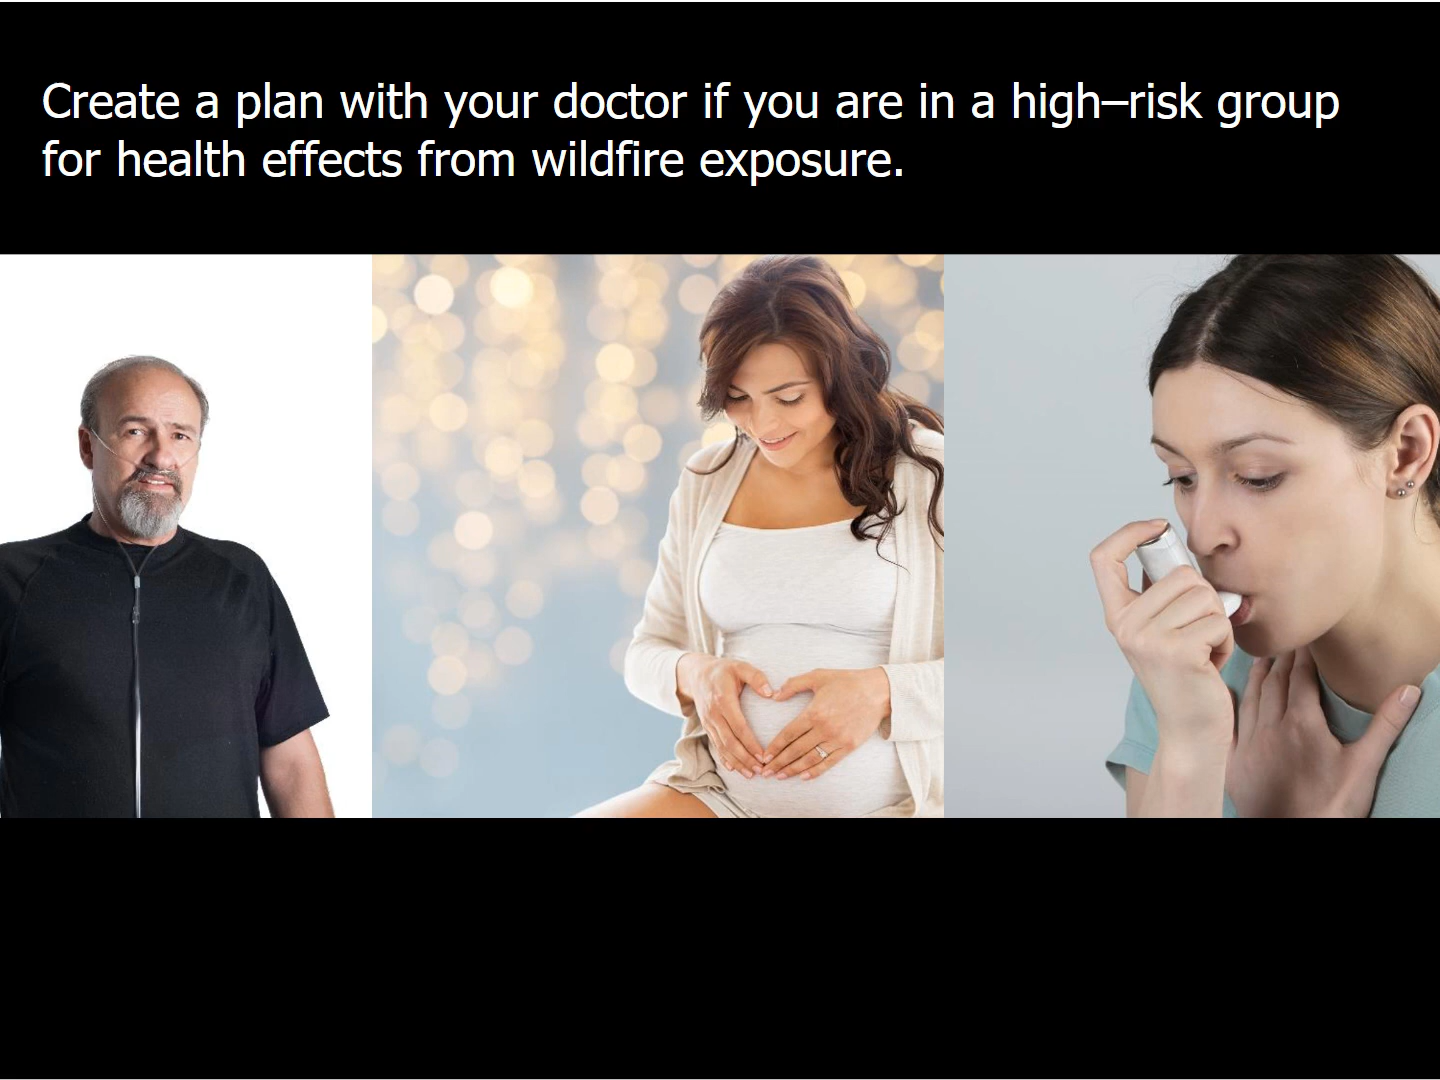 Create a plan with your doctor if you are in a high–risk group
for health effects from wildfire exposure.